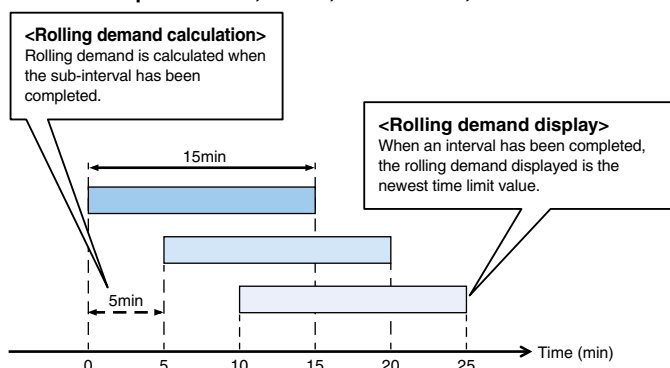 <Rolling demand calculation>
Rolling demand is calculated when
the sub-interval has been
completed.
<Rolling demand display>
When an interval has been completed,
the rolling demand displayed is the
newest time limit value.
15min
5min
0 5 10 15 20 25 Time (min)